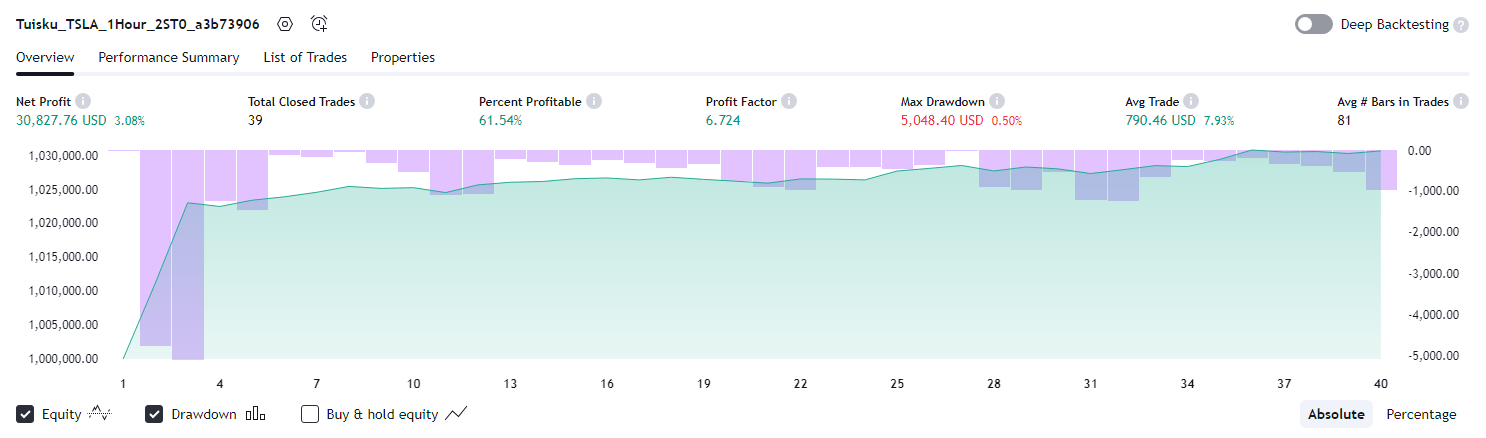 Tuisku_TSLA_1Hour_2ST0_a3b73906
Deep Backtesting
Overview Performance Summary List of Trades Properties
Net Profit Total Closed Trades Percent Profitable Profit Factor Max Drawdown Avg Trade Avg # Bars in Trades
30,827.76 USD 3.08% 39 61.54% 6.724 5,048.40 USD 0.50% 790.46 USD 7.93% 81
1,030,000.00 0.00
1,025,000.00 -1,000.00
1,020,000.00 -2,000.00
1,015,000.00 -3,000.00
1,010,000.00
1,005,000.00 -4,000.00
1,000,000.00 -5,000.00
1 4 7 10 13 16 19 22 25 28 31 34 37 40
Equity Drawdown Buy & hold equity Absolute Percentage